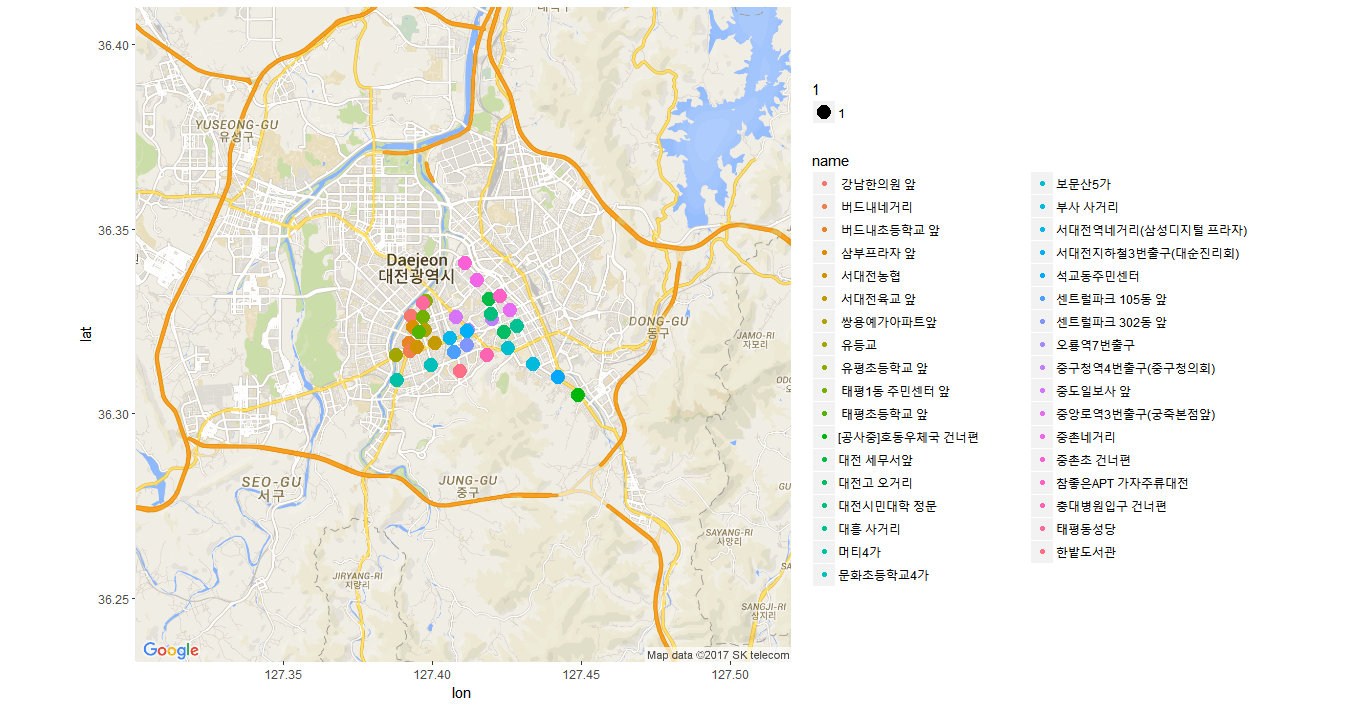 36.40
36.35
36.30
36.25
lat
YUSEONG-GU
유성구
Daejeon
대전광역시
DONG-GU
동구
JAMO-RI
자모리
SEO-GU
서구
JUNG-GU
중구
SAYANG-RI
사양리
JIRYANG-RI
지량리
SANGJI-RI
상지리
Google
Map data ©2017 SK telecom
127.35
127.40
127.45
127.50
lon
1
1
name
강남한의원 앞
버드내네거리
버드내초등학교 앞
삼부프라자 앞
서대전농협
서대전육교 앞
쌍용예가아파트앞
유등교
유평초등학교 앞
태평1동 주민센터 앞
태평초등학교 앞
[공사중]호동우체국 건너편
대전 세무서앞
대전고 오거리
대전시민대학 정문
대흥 사거리
머티4가
문화초등학교4가
보문산5가
부사 사거리
서대전역네거리(삼성디지털 프라자)
서대전지하철3번출구(대순진리회)
석교동주민센터
센트럴파크 105동 앞
센트럴파크 302동 앞
오룡역7번출구
중구청역4번출구(중구청의회)
중도일보사 앞
중앙로역3번출구(궁죽본점앞)
중촌네거리
중촌초 건너편
참좋은APT 가자주류대전
충대병원입구 건너편
태평동성당
한밭도서관